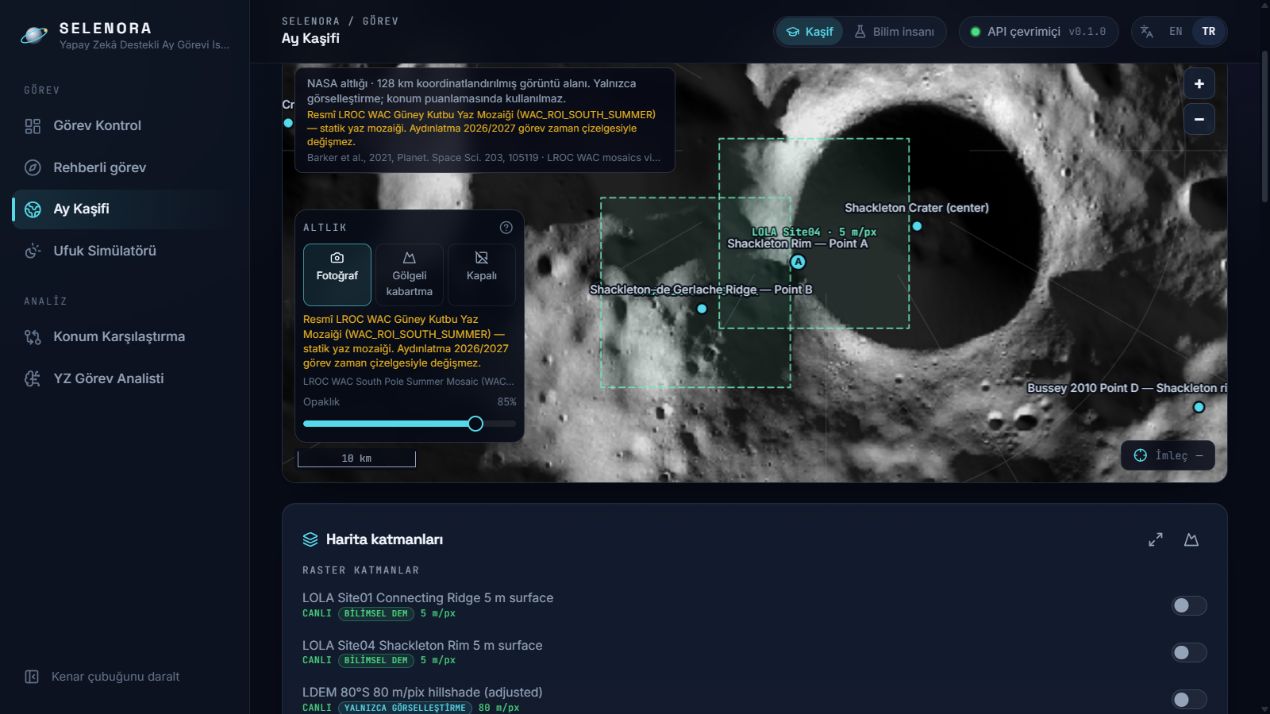 SELENORA
Yapay Zekâ Destekli Ay Görevi İs...
GÖREV
Görev Kontrol
Rehberli görev
Ay Kaşifi
Ufuk Simülatörü
ANALİZ
Konum Karşılaştırma
YZ Görev Analisti
Kenar çubuğunu daralt
SELENORA / GÖREV
Ay Kaşifi
Kaşif
Bilim İnsanı
API çevrimiçi v0.1.0
EN
TR
NASA altlığı · 128 km koordinatlandırılmış görüntü alanı. Yalnızca
görselleştirme; konum puanlamasında kullanılmaz.
Resmî LROC WAC Güney Kutbu Yaz Mozaiği (WAC_ROI_SOUTH_SUMMER)
— statik yaz mozaiği. Aydınlatma 2026/2027 görev zaman çizelgesiyle
değişmez.
Barker et al., 2021, Planet. Space Sci. 203, 105119 · LROC WAC mosaics vi...
Cr
+
−
Shackleton Crater (center)
LOLA Site04 · 5 m/px
Shackleton Rim — Point A
A
Shackleton–de Gerlache Ridge — Point B
Bussey 2010 Point D — Shackleton ri
ALTLIK
Fotoğraf
Gölgeli
kabartma
Kapalı
Resmî LROC WAC Güney Kutbu Yaz
Mozaiği (WAC_ROI_SOUTH_SUMMER) —
statik yaz mozaiği. Aydınlatma 2026/2027
görev zaman çizelgesiyle değişmez.
LROC WAC South Pole Summer Mosaic (WAC...
Opaklık 85%
10 km
İmleç —
Harita katmanları
RASTER KATMANLAR
LOLA Site01 Connecting Ridge 5 m surface
CANLI BİLİMSEL DEM 5 m/px
LOLA Site04 Shackleton Rim 5 m surface
CANLI BİLİMSEL DEM 5 m/px
LDEM 80°S 80 m/pix hillshade (adjusted)
CANLI YALNIZCA GÖRSELLEŞTİRME 80 m/px